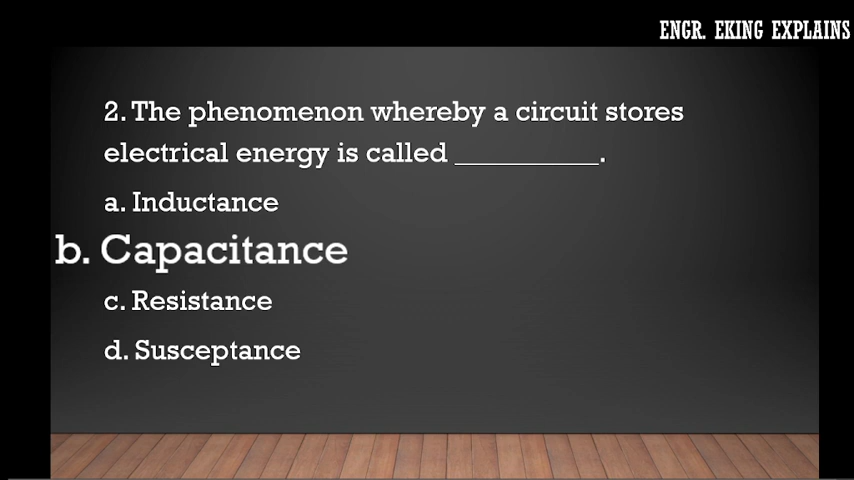 ENGR. EKING EXPLAINS
2. The phenomenon whereby a circuit stores
electrical energy is called __________.
a. Inductance
b. Capacitance
c. Resistance
d. Susceptance